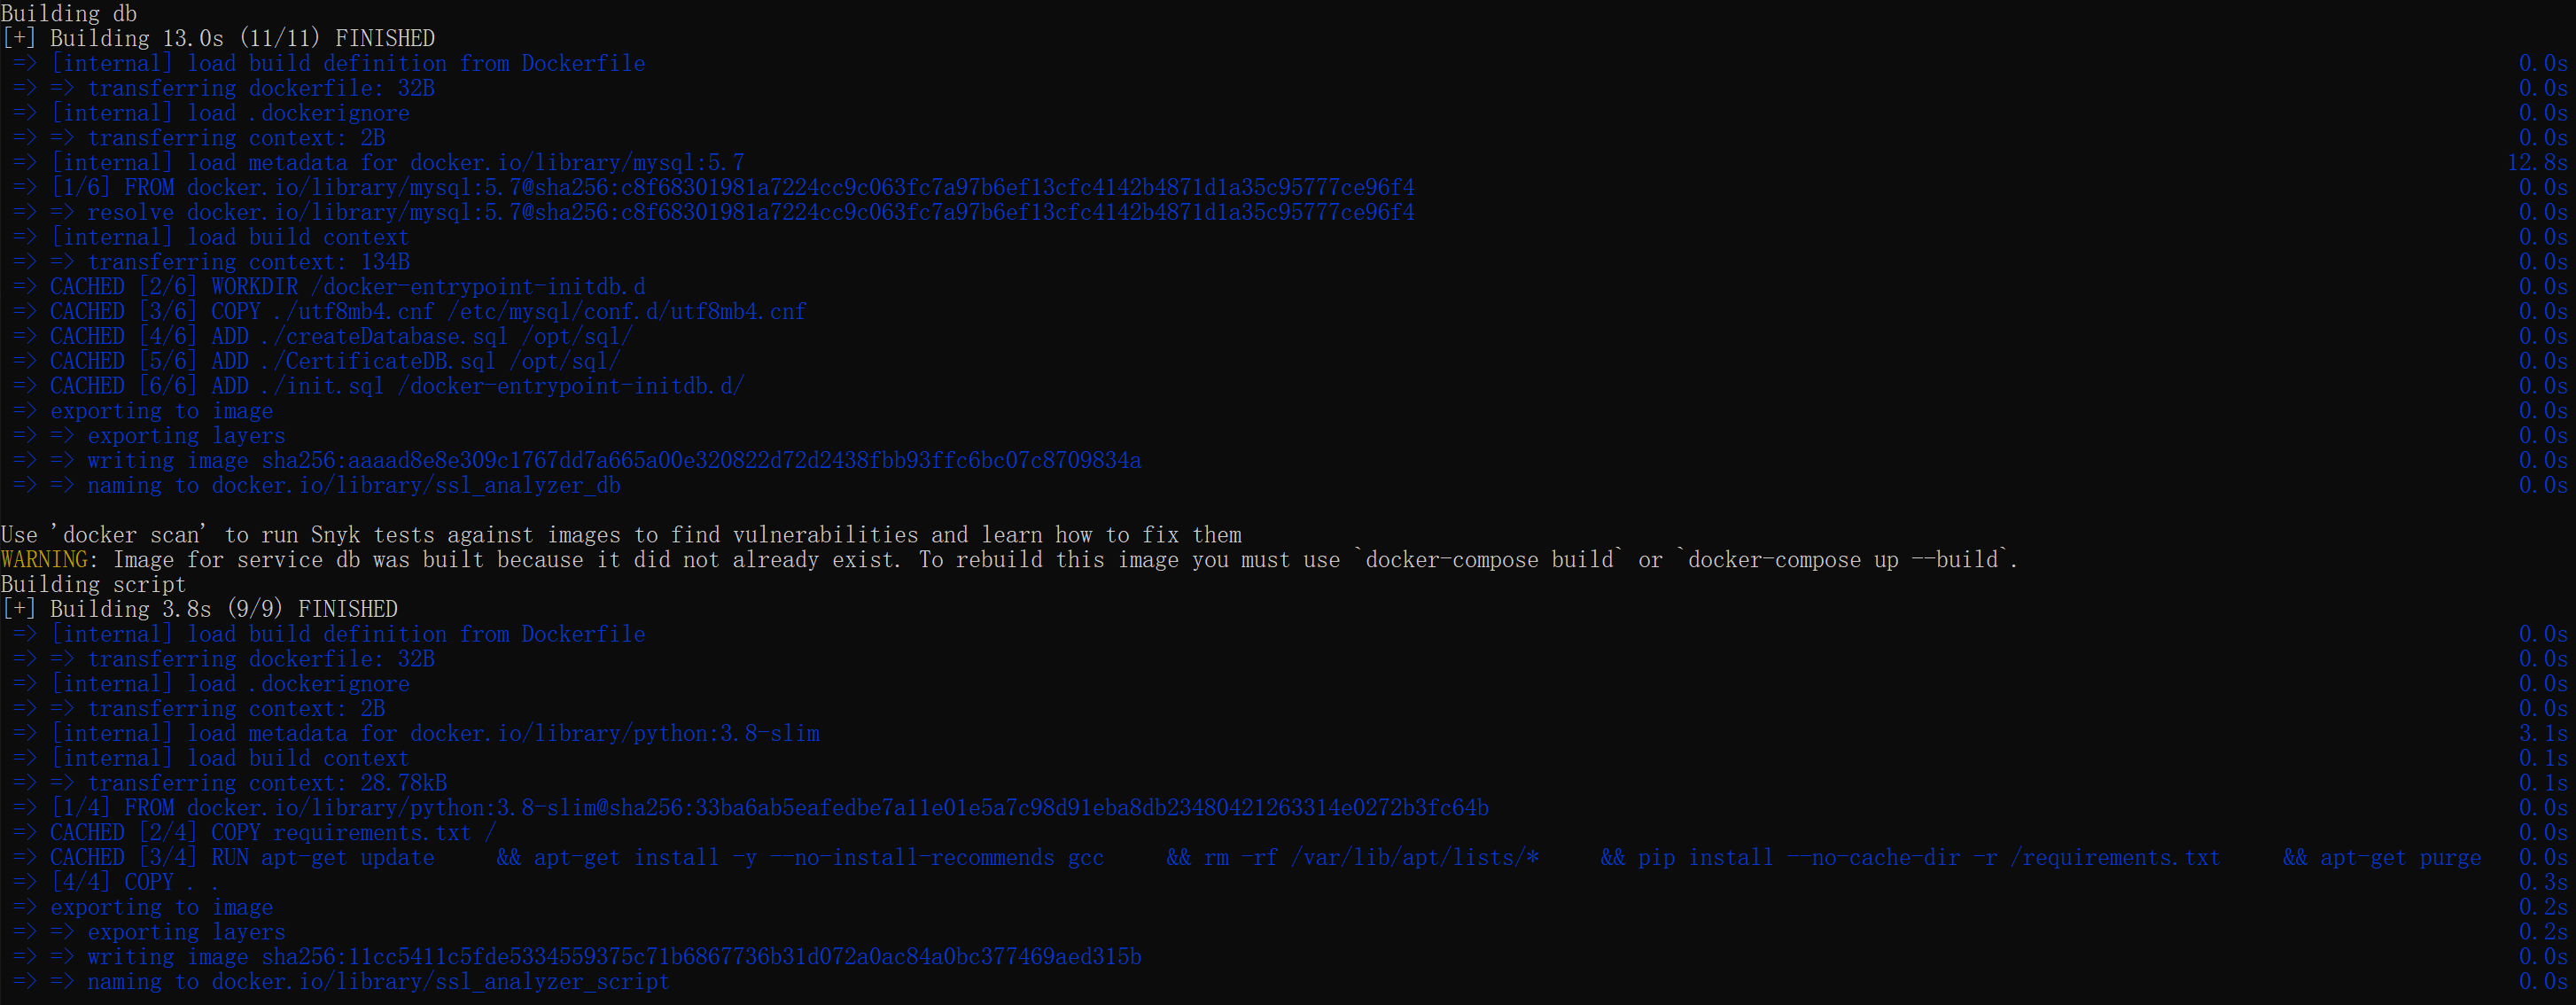 Building db
[+] Building 13.0s (11/11) FINISHED
 => [internal] load build definition from Dockerfile 0.0s
 => => transferring dockerfile: 32B 0.0s
 => [internal] load .dockerignore 0.0s
 => => transferring context: 2B 0.0s
 => [internal] load metadata for docker.io/library/mysql:5.7 12.8s
 => [1/6] FROM docker.io/library/mysql:5.7@sha256:c8f68301981a7224cc9c063fc7a97b6ef13cfc4142b4871d1a35c95777ce96f4 0.0s
 => => resolve docker.io/library/mysql:5.7@sha256:c8f68301981a7224cc9c063fc7a97b6ef13cfc4142b4871d1a35c95777ce96f4 0.0s
 => [internal] load build context 0.0s
 => => transferring context: 134B 0.0s
 => CACHED [2/6] WORKDIR /docker-entrypoint-initdb.d 0.0s
 => CACHED [3/6] COPY ./utf8mb4.cnf /etc/mysql/conf.d/utf8mb4.cnf 0.0s
 => CACHED [4/6] ADD ./createDatabase.sql /opt/sql/ 0.0s
 => CACHED [5/6] ADD ./CertificateDB.sql /opt/sql/ 0.0s
 => CACHED [6/6] ADD ./init.sql /docker-entrypoint-initdb.d/ 0.0s
 => exporting to image 0.0s
 => => exporting layers 0.0s
 => => writing image sha256:aaaad8e8e309c1767dd7a665a00e320822d72d2438fbb93ffc6bc07c8709834a 0.0s
 => => naming to docker.io/library/ssl_analyzer_db 0.0s
Use 'docker scan' to run Snyk tests against images to find vulnerabilities and learn how to fix them
WARNING: Image for service db was built because it did not already exist. To rebuild this image you must use `docker-compose build` or `docker-compose up --build`.
Building script
[+] Building 3.8s (9/9) FINISHED
 => [internal] load build definition from Dockerfile 0.0s
 => => transferring dockerfile: 32B 0.0s
 => [internal] load .dockerignore 0.0s
 => => transferring context: 2B 0.0s
 => [internal] load metadata for docker.io/library/python:3.8-slim 3.1s
 => [internal] load build context 0.1s
 => => transferring context: 28.78kB 0.1s
 => [1/4] FROM docker.io/library/python:3.8-slim@sha256:33ba6ab5eafedbe7a11e01e5a7c98d91eba8db23480421263314e0272b3fc64b 0.0s
 => CACHED [2/4] COPY requirements.txt / 0.0s
 => CACHED [3/4] RUN apt-get update     && apt-get install -y --no-install-recommends gcc     && rm -rf /var/lib/apt/lists/*     && pip install --no-cache-dir -r /requirements.txt     && apt-get purge 0.0s
 => [4/4] COPY . . 0.3s
 => exporting to image 0.2s
 => => exporting layers 0.2s
 => => writing image sha256:11cc5411c5fde5334559375c71b6867736b31d072a0ac84a0bc377469aed315b 0.0s
 => => naming to docker.io/library/ssl_analyzer_script 0.0s